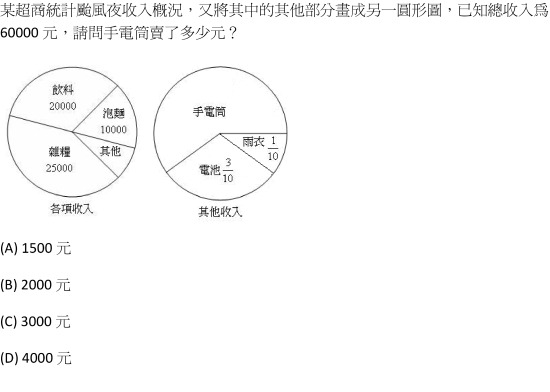 某超商統計颱風夜收入概況，又將其中的其他部分畫成另一圓形圖，已知總收入為
60000 元，請問手電筒賣了多少元？
飲料
20000
泡麵
10000
雜糧
25000
其他
各項收入
手電筒
雨衣 1/10
電池 3/10
其他收入
(A) 1500 元
(B) 2000 元
(C) 3000 元
(D) 4000 元